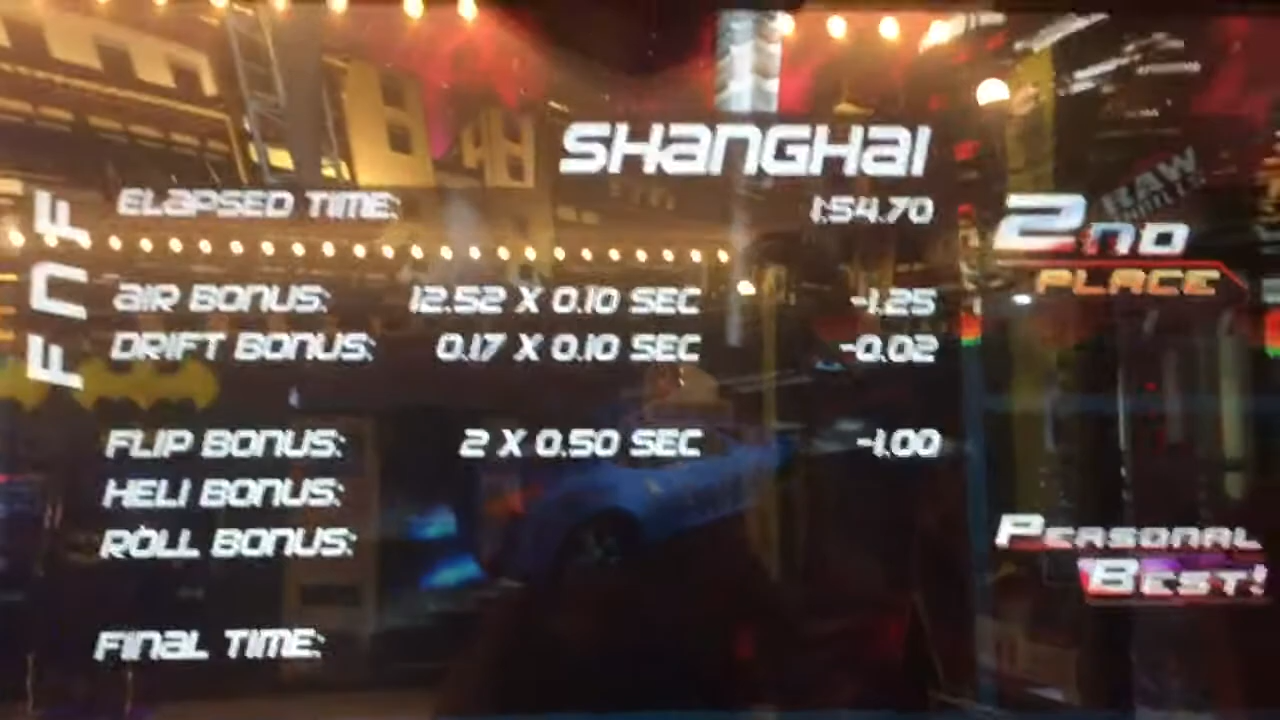 SHANGHAI
ELAPSED TIME: 1:54.70
2ND
PLACE
RAW
FNF
AIR BONUS: 12.52 X 0.10 SEC -1.25
DRIFT BONUS: 0.17 X 0.10 SEC -0.02
FLIP BONUS: 2 X 0.50 SEC -1.00
HELI BONUS:
ROLL BONUS:
PERSONAL
BEST!
FINAL TIME: